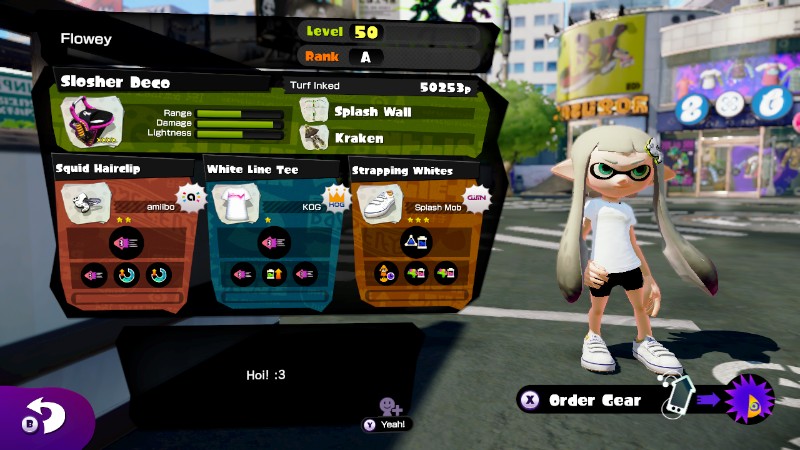 Flowey
Level 50
Rank A
Slosher Deco
Turf Inked 50253p
Range
Damage
Lightness
Splash Wall
Kraken
Squid Hairclip
White Line Tee
Strapping Whites
amiibo
KOG
Splash Mob
Hoi! :3
Y Yeah!
B
X Order Gear